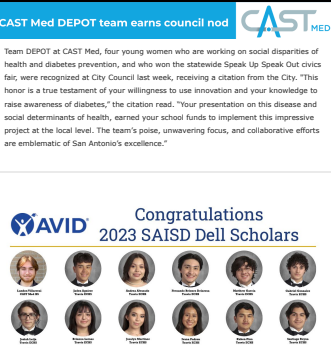 CAST Med DEPOT team earns council nod
CAST
MED
Team DEPOT at CAST Med, four young women who are working on social disparities of
health and diabetes prevention, and who won the statewide Speak Up Speak Out civics
fair, were recognized at City Council last week, receiving a citation from the City. “This
honor is a true testament of your willingness to use innovation and your knowledge to
raise awareness of diabetes,” the citation read. “Your presentation on this disease and
social determinants of health, earned your school funds to implement this impressive
project at the local level. The team’s poise, unwavering focus, and collaborative efforts
are emblematic of San Antonio’s excellence.”
AVID
Congratulations
2023 SAISD Dell Scholars